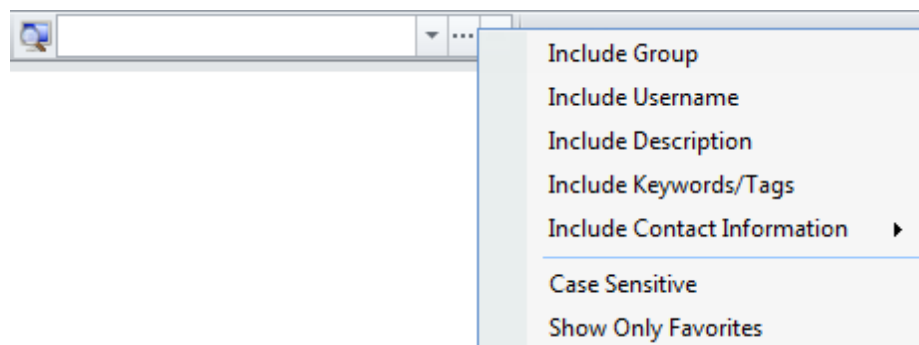 Include Group
Include Username
Include Description
Include Keywords/Tags
Include Contact Information
Case Sensitive
Show Only Favorites